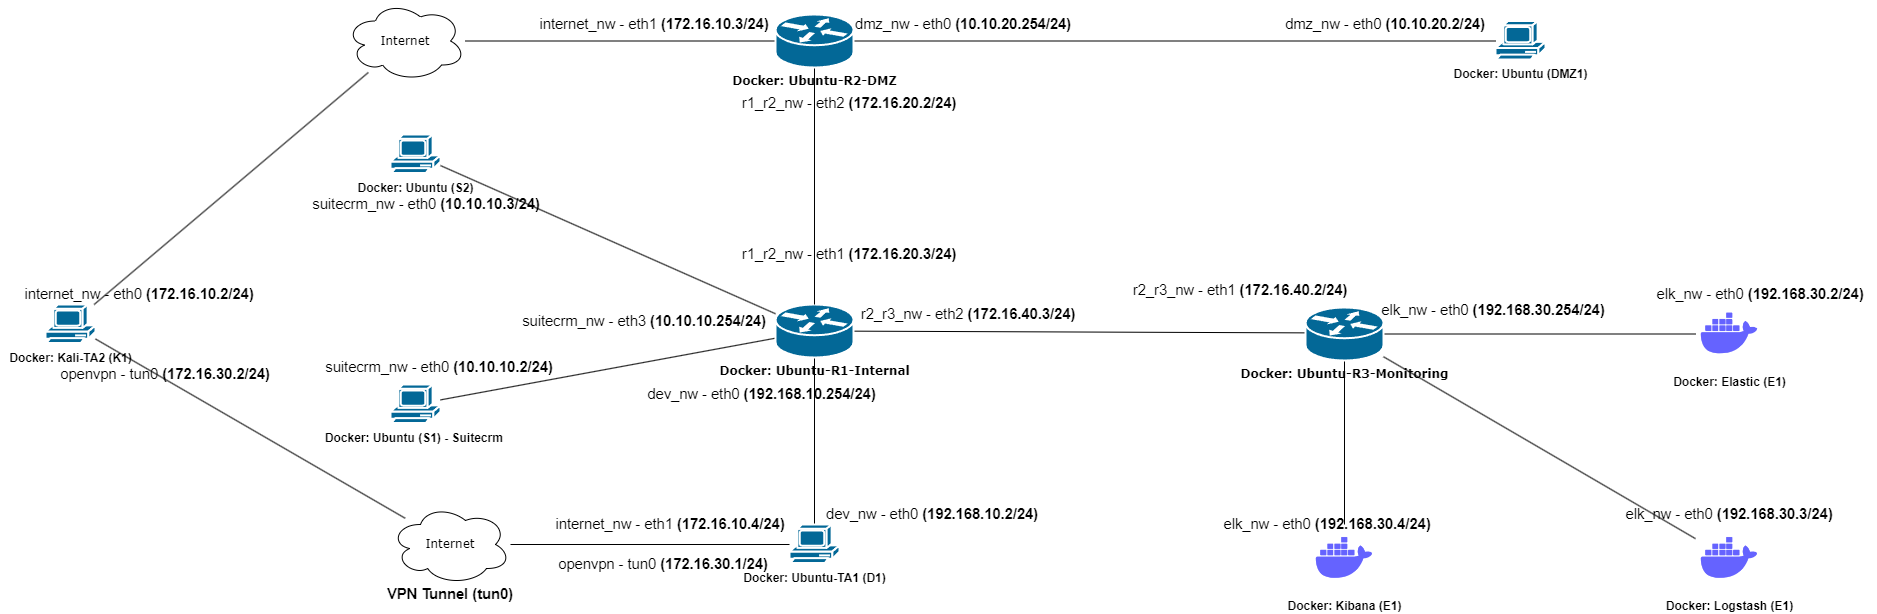 Internet
internet_nw - eth1 (172.16.10.3/24)
dmz_nw - eth0 (10.10.20.254/24)
dmz_nw - eth0 (10.10.20.2/24)
Docker: Ubuntu-R2-DMZ
Docker: Ubuntu (DMZ1)
r1_r2_nw - eth2 (172.16.20.2/24)
Docker: Ubuntu (S2)
suitecrm_nw - eth0 (10.10.10.3/24)
r1_r2_nw - eth1 (172.16.20.3/24)
internet_nw - eth0 (172.16.10.2/24)
Docker: Kali-TA2 (K1)
openvpn - tun0 (172.16.30.2/24)
suitecrm_nw - eth3 (10.10.10.254/24)
r2_r3_nw - eth2 (172.16.40.3/24)
r2_r3_nw - eth1 (172.16.40.2/24)
elk_nw - eth0 (192.168.30.254/24)
elk_nw - eth0 (192.168.30.2/24)
Docker: Ubuntu-R1-Internal
Docker: Ubuntu-R3-Monitoring
Docker: Elastic (E1)
suitecrm_nw - eth0 (10.10.10.2/24)
dev_nw - eth0 (192.168.10.254/24)
Docker: Ubuntu (S1) - Suitecrm
Internet
VPN Tunnel (tun0)
internet_nw - eth1 (172.16.10.4/24)
openvpn - tun0 (172.16.30.1/24)
dev_nw - eth0 (192.168.10.2/24)
Docker: Ubuntu-TA1 (D1)
elk_nw - eth0 (192.168.30.4/24)
Docker: Kibana (E1)
elk_nw - eth0 (192.168.30.3/24)
Docker: Logstash (E1)